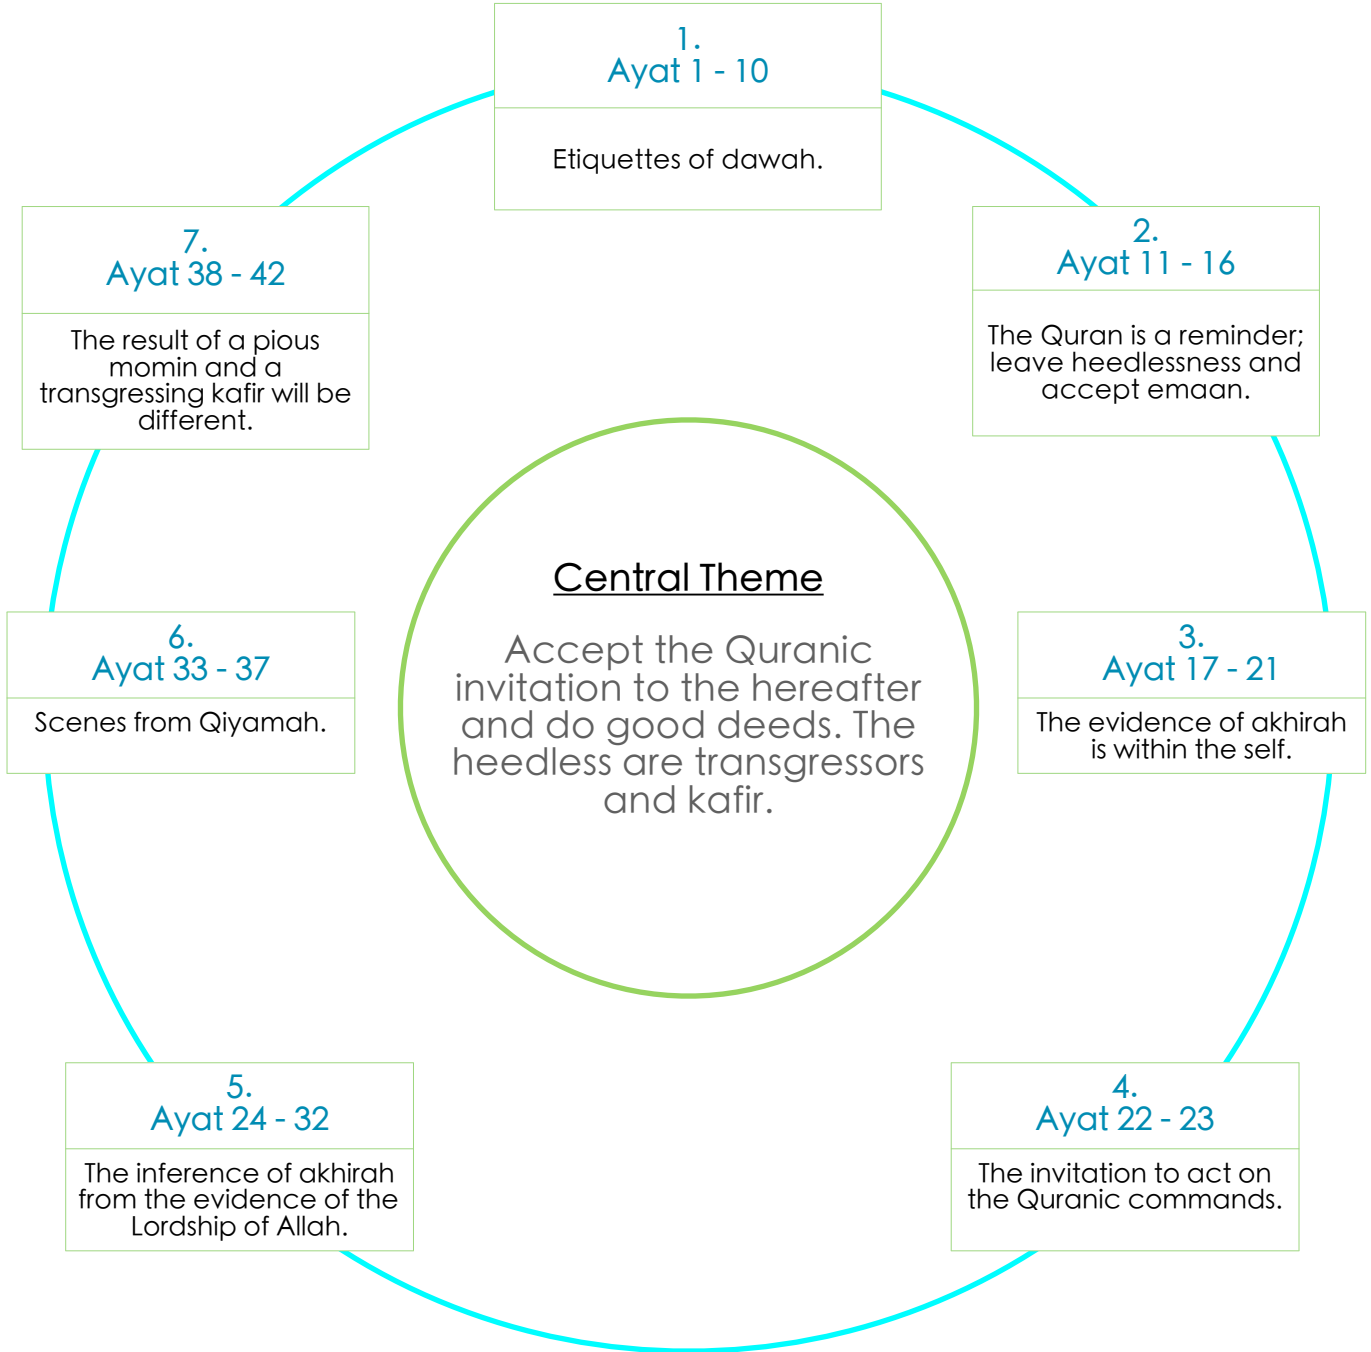 1.
Ayat 1 - 10
Etiquettes of dawah.
2.
Ayat 11 - 16
The Quran is a reminder;
leave heedlessness and
accept emaan.
3.
Ayat 17 - 21
The evidence of akhirah
is within the self.
4.
Ayat 22 - 23
The invitation to act on
the Quranic commands.
5.
Ayat 24 - 32
The inference of akhirah
from the evidence of the
Lordship of Allah.
6.
Ayat 33 - 37
Scenes from Qiyamah.
7.
Ayat 38 - 42
The result of a pious
momin and a
transgressing kafir will be
different.
Central Theme
Accept the Quranic
invitation to the hereafter
and do good deeds. The
heedless are transgressors
and kafir.